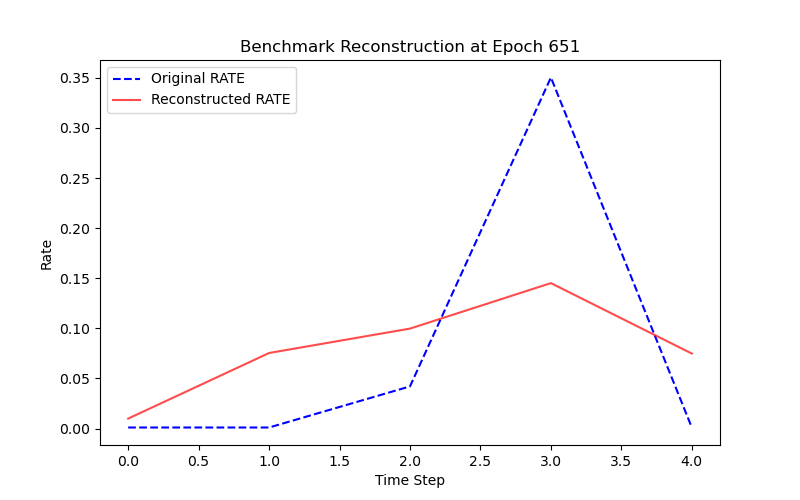 Benchmark Reconstruction at Epoch 651
Original RATE
Reconstructed RATE
0.35
0.30
0.25
0.20
0.15
0.10
0.05
0.00
Rate
0.0 0.5 1.0 1.5 2.0 2.5 3.0 3.5 4.0
Time Step